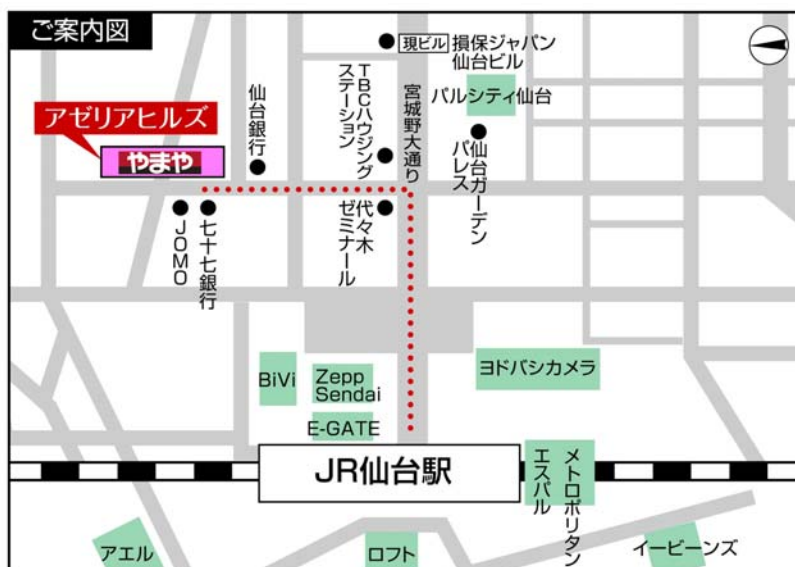 ご案内図
現ビル
損保ジャパン
仙台ビル
TBCハウジング
ステーション
宮城野大通り
パルシティ仙台
仙台銀行
アゼリアヒルズ
やまや
仙台ガーデン
パレス
JOMO
七十七銀行
代々木
ゼミナール
BiVi
Zepp
Sendai
E-GATE
ヨドバシカメラ
JR仙台駅
メトロポリタン
エスパル
アエル
ロフト
イービーンズ